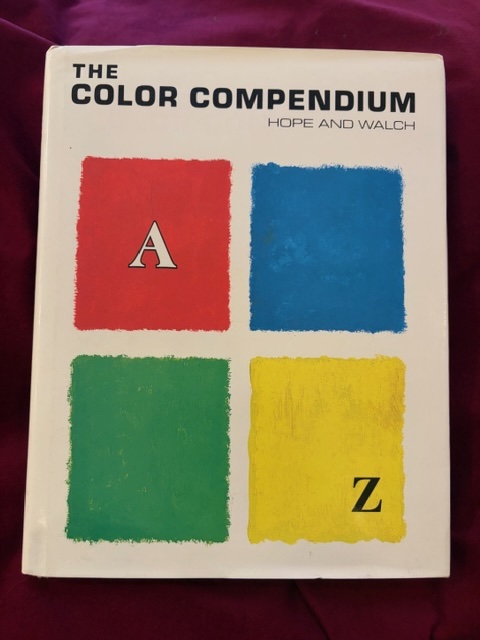 THE
COLOR COMPENDIUM
HOPE AND WALCH
A
Z